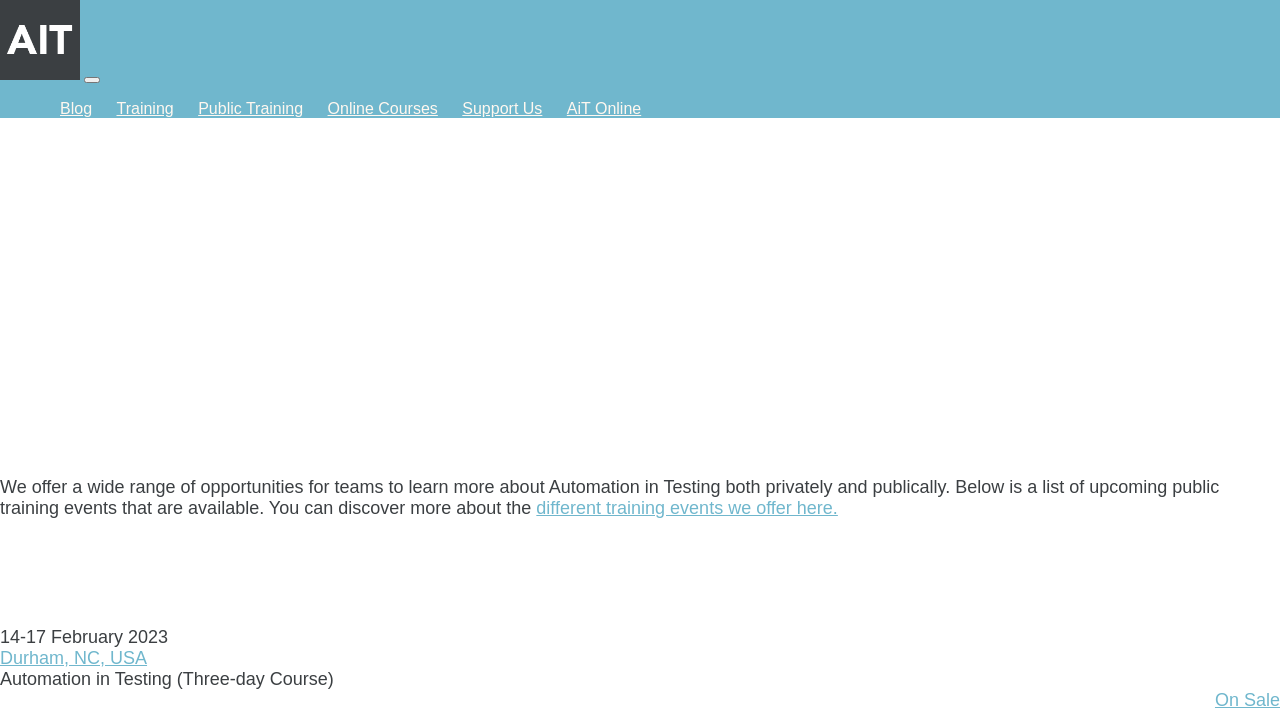 AIT
Blog Training Public Training Online Courses Support Us AiT Online
We offer a wide range of opportunities for teams to learn more about Automation in Testing both privately and publically. Below is a list of upcoming public
training events that are available. You can discover more about the different training events we offer here.
14-17 February 2023
Durham, NC, USA
Automation in Testing (Three-day Course)
On Sale